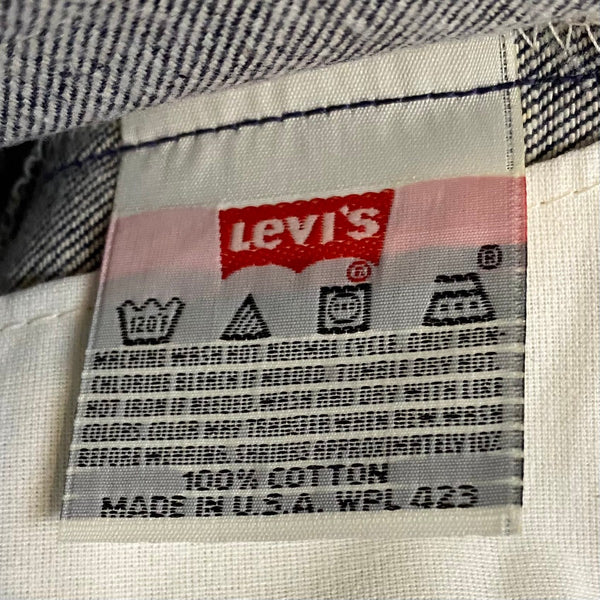 Levi's
®
®
120F
MACHINE WASH HOT NORMAL CYCLE. ONLY NON-
CHLORINE BLEACH IF NEEDED. TUMBLE DRY HOT
HOT IRON IF NEEDED WASH AND DRY WITH LIKE
COLORS. COLOR MAY TRANSFER WHEN NEW WASH
BEFORE WEARING. SHRINKS APPROXIMATELY 10%
100% COTTON
MADE IN U.S.A. WPL 423